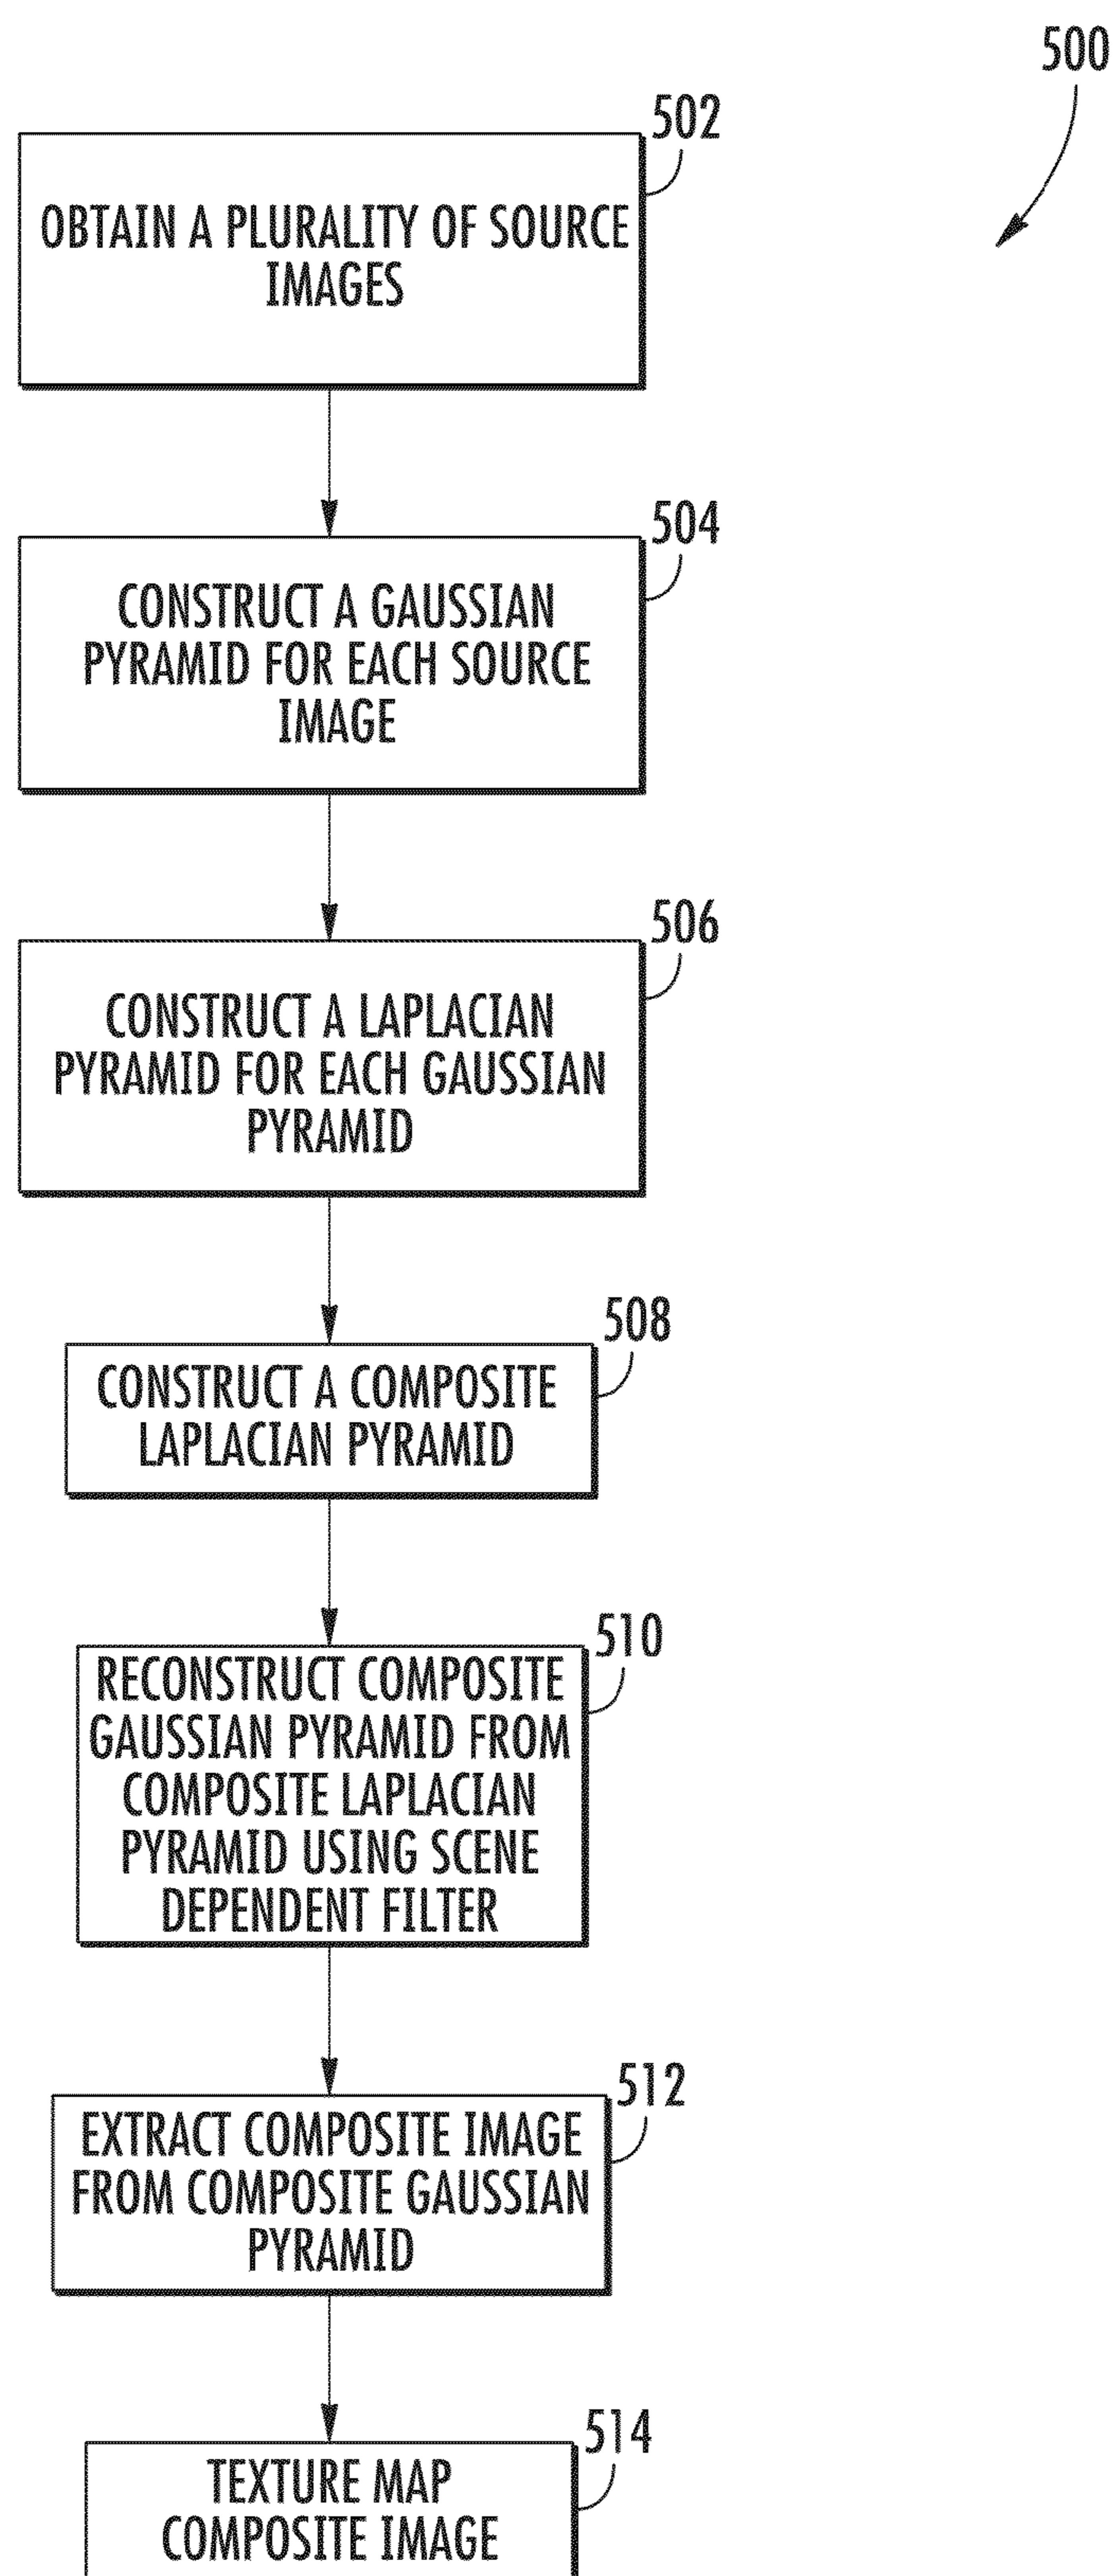 500
502
OBTAIN A PLURALITY OF SOURCE
IMAGES
504
CONSTRUCT A GAUSSIAN
PYRAMID FOR EACH SOURCE
IMAGE
506
CONSTRUCT A LAPLACIAN
PYRAMID FOR EACH GAUSSIAN
PYRAMID
508
CONSTRUCT A COMPOSITE
LAPLACIAN PYRAMID
510
RECONSTRUCT COMPOSITE
GAUSSIAN PYRAMID FROM
COMPOSITE LAPLACIAN
PYRAMID USING SCENE
DEPENDENT FILTER
512
EXTRACT COMPOSITE IMAGE
FROM COMPOSITE GAUSSIAN
PYRAMID
514
TEXTURE MAP
COMPOSITE IMAGE